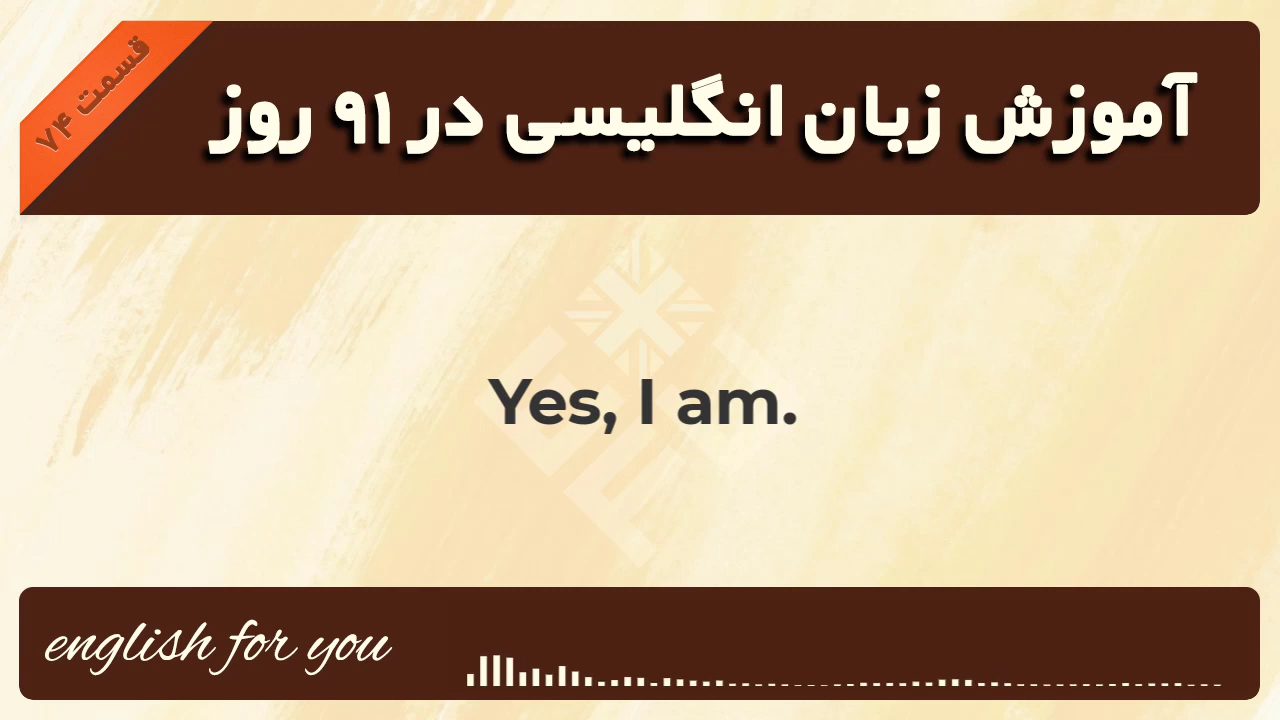 قسمت ۷۴
آموزش زبان انگلیسی در ۹۱ روز
Yes, I am.
english for you